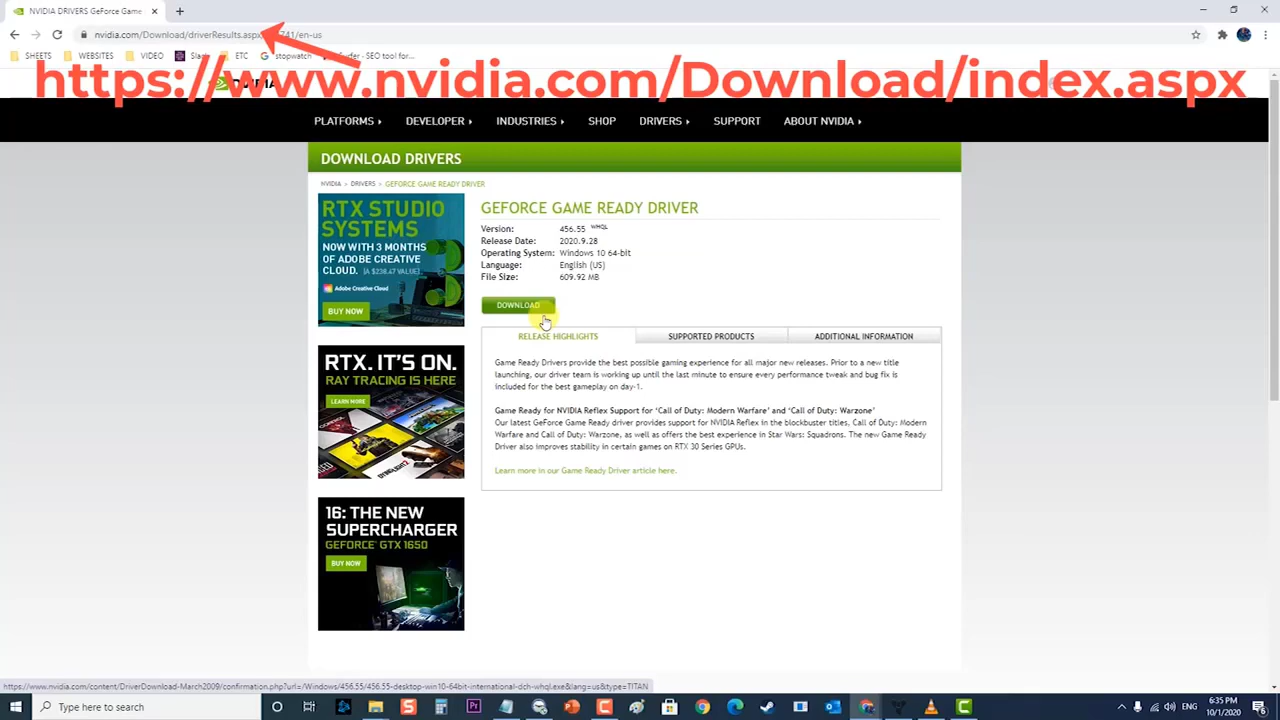 NVIDIA DRIVERS GeForce Game
nvidia.com/Download/driverResults.aspx
741/en-us
SHEETS
WEBSITES
VIDEO
Slack
ETC
stopwatch
Surfer - SEO tool for...
https://www.nvidia.com/Download/index.aspx
PLATFORMS
DEVELOPER
INDUSTRIES
SHOP
DRIVERS
SUPPORT
ABOUT NVIDIA
DOWNLOAD DRIVERS
NVIDIA > DRIVERS > GEFORCE GAME READY DRIVER
RTX STUDIO
SYSTEMS
NOW WITH 3 MONTHS
OF ADOBE CREATIVE
CLOUD. (A $238.47 VALUE)
Adobe Creative Cloud
BUY NOW
RTX. IT'S ON.
RAY TRACING IS HERE
LEARN MORE
CONTROL
DYING LIGHT 2
16: THE NEW
SUPERCHARGER
GEFORCE® GTX 1650
BUY NOW
GEFORCE GAME READY DRIVER
Version: 456.55 WHQL
Release Date: 2020.9.28
Operating System: Windows 10 64-bit
Language: English (US)
File Size: 609.92 MB
DOWNLOAD
RELEASE HIGHLIGHTS
SUPPORTED PRODUCTS
ADDITIONAL INFORMATION
Game Ready Drivers provide the best possible gaming experience for all major new releases. Prior to a new title
launching, our driver team is working up until the last minute to ensure every performance tweak and bug fix is
included for the best gameplay on day-1.
Game Ready for NVIDIA Reflex Support for 'Call of Duty: Modern Warfare' and 'Call of Duty: Warzone'
Our latest GeForce Game Ready driver provides support for NVIDIA Reflex in the blockbuster titles, Call of Duty: Modern
Warfare and Call of Duty: Warzone, as well as offers the best experience in Star Wars: Squadrons. The new Game Ready
Driver also improves stability in certain games on RTX 30 Series GPUs.
Learn more in our Game Ready Driver article here.
https://www.nvidia.com/content/DriverDownload-March2009/confirmation.php?url=/Windows/456.55/456.55-desktop-win10-64bit-international-dch-whql.exe&lang=us&type=TITAN
Type here to search
ENG
6:35 PM
10/1/2020